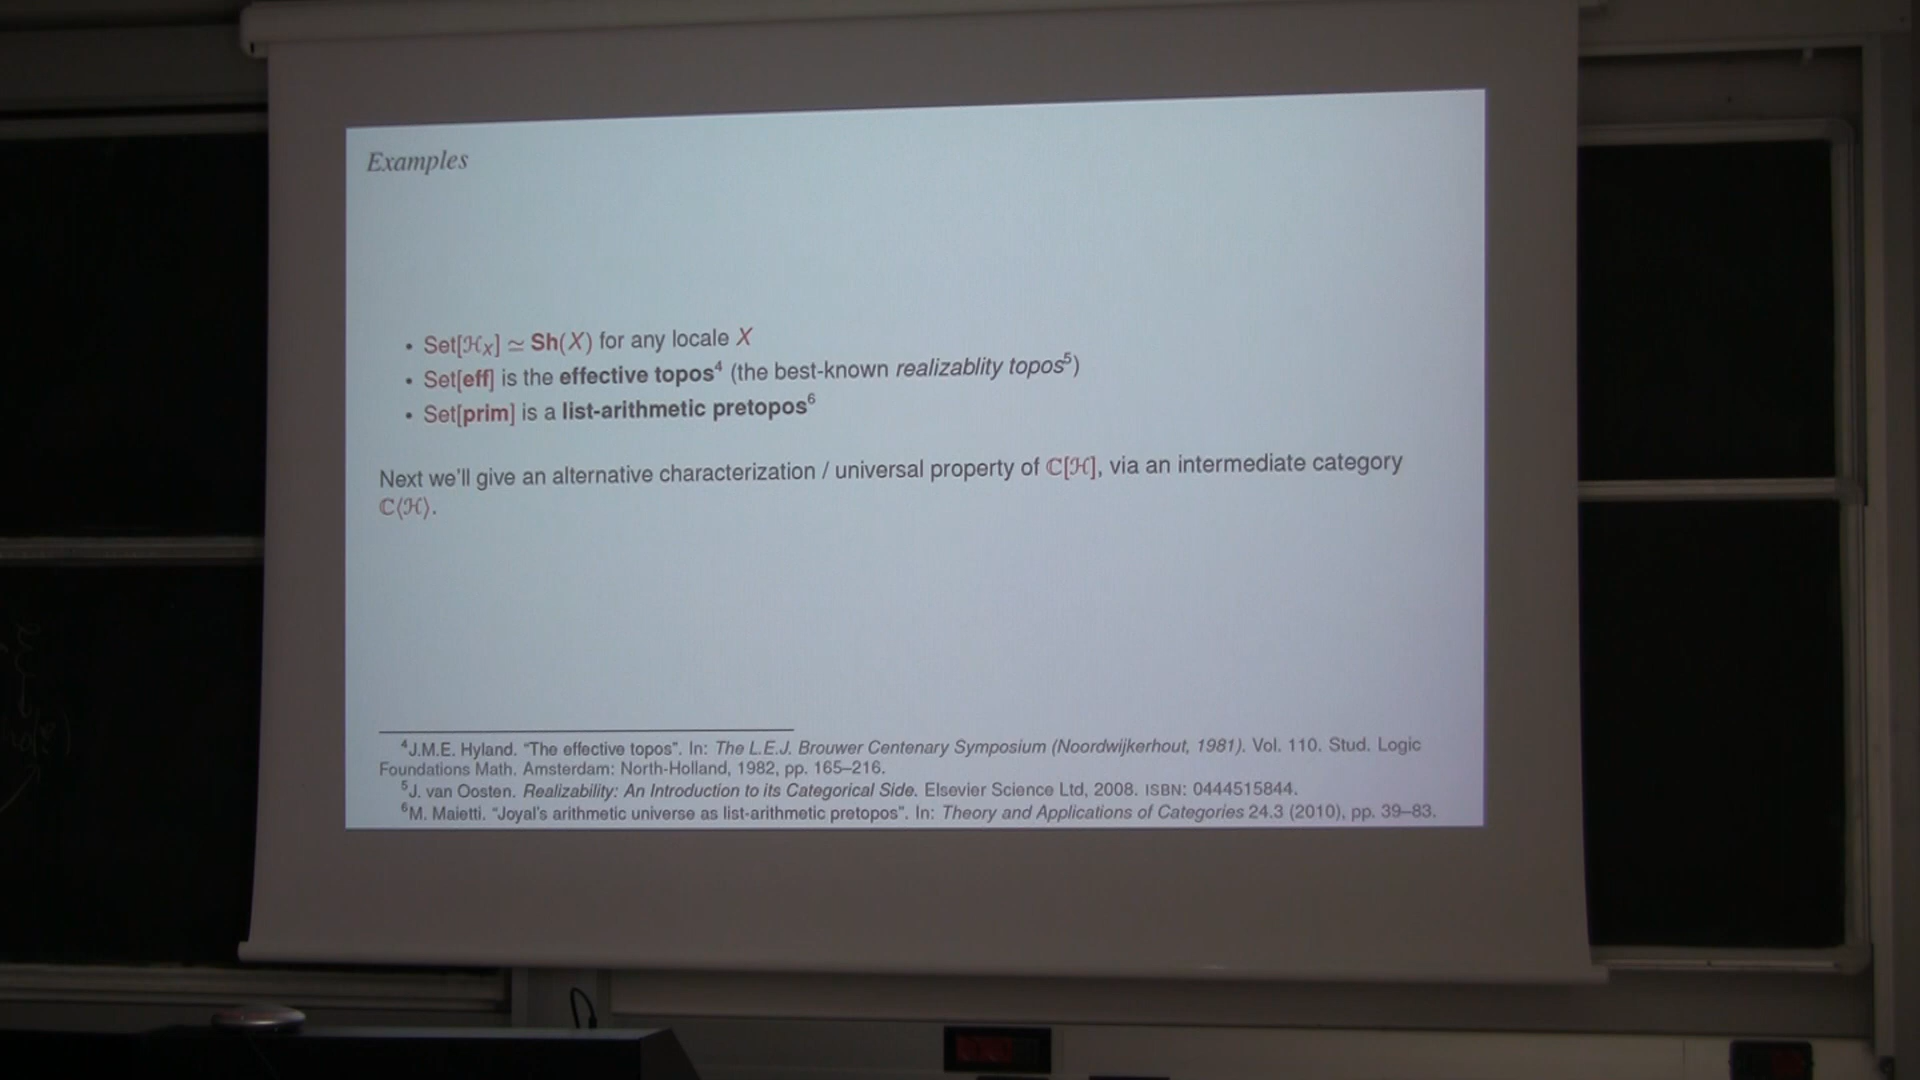 Examples
• Set[ℋ_X] ≃ Sh(X) for any locale X
• Set[eff] is the effective topos⁴ (the best-known realizablity topos⁵)
• Set[prim] is a list-arithmetic pretopos⁶
Next we'll give an alternative characterization / universal property of ℂ[ℋ], via an intermediate category
ℂ⟨ℋ⟩.
⁴J.M.E. Hyland. “The effective topos”. In: The L.E.J. Brouwer Centenary Symposium (Noordwijkerhout, 1981). Vol. 110. Stud. Logic
Foundations Math. Amsterdam: North-Holland, 1982, pp. 165–216.
⁵J. van Oosten. Realizability: An Introduction to its Categorical Side. Elsevier Science Ltd, 2008. ISBN: 0444515844.
⁶M. Maietti. “Joyal's arithmetic universe as list-arithmetic pretopos”. In: Theory and Applications of Categories 24.3 (2010), pp. 39–83.